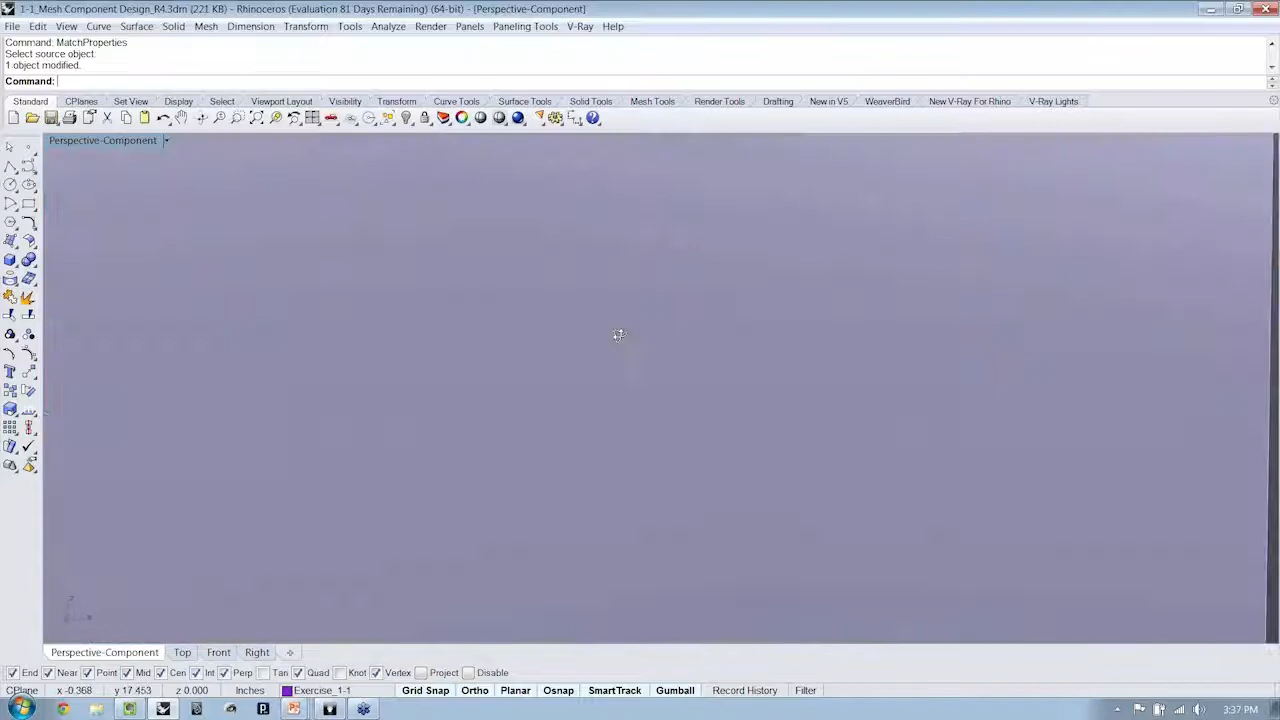 1-1_Mesh Component Design_R4.3dm (221 KB) - Rhinoceros (Evaluation 81 Days Remaining) (64-bit) - [Perspective-Component]
File Edit View Curve Surface Solid Mesh Dimension Transform Tools Analyze Render Panels Paneling Tools V-Ray Help
Command: MatchProperties
Select source object:
1 object modified.
Command:
Standard CPlanes Set View Display Select Viewport Layout Visibility Transform Curve Tools Surface Tools Solid Tools Mesh Tools Render Tools Drafting New in V5 WeaverBird New V-Ray For Rhino V-Ray Lights
Perspective-Component
Perspective-Component Top Front Right
End Near Point Mid Cen Int Perp Tan Quad Knot Vertex Project Disable
CPlane x -0.368 y 17.453 z 0.000 Inches Exercise_1-1 Grid Snap Ortho Planar Osnap SmartTrack Gumball Record History Filter
3:37 PM